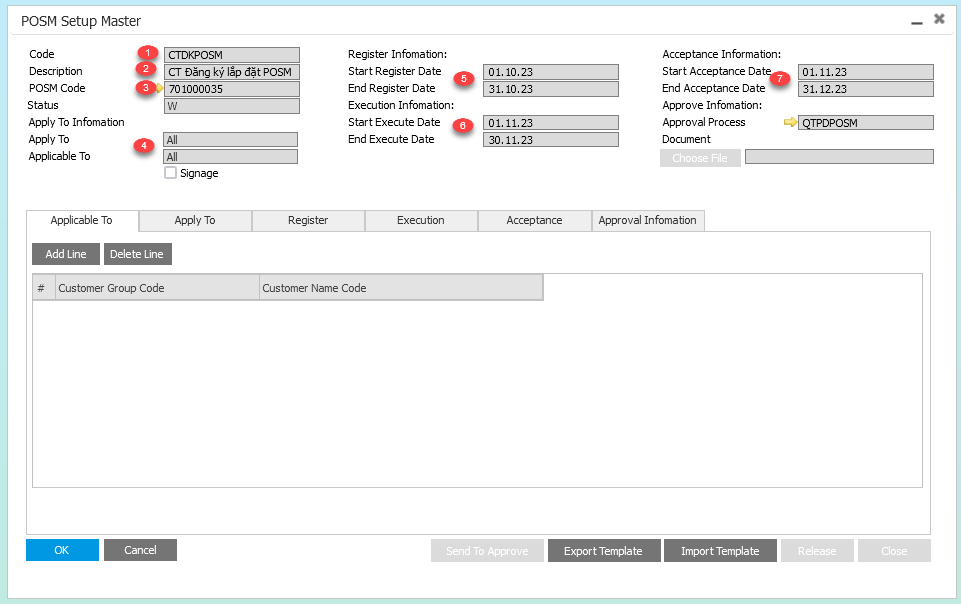 POSM Setup Master
Code 1 CTDKPOSM
Description 2 CT Đăng ký lắp đặt POSM
POSM Code 3 701000035
Status W
Apply To Infomation
Apply To All
4
Applicable To All
Signage
Register Infomation:
Start Register Date 01.10.23
5
End Register Date 31.10.23
Execution Infomation:
Start Execute Date 01.11.23
6
End Execute Date 30.11.23
Acceptance Information:
Start Acceptance Date 01.11.23
7
End Acceptance Date 31.12.23
Approve Infomation:
Approval Process QTPDPOSM
Document
Choose File
Applicable To Apply To Register Execution Acceptance Approval Infomation
Add Line Delete Line
# Customer Group Code Customer Name Code
OK Cancel Send To Approve Export Template Import Template Release Close